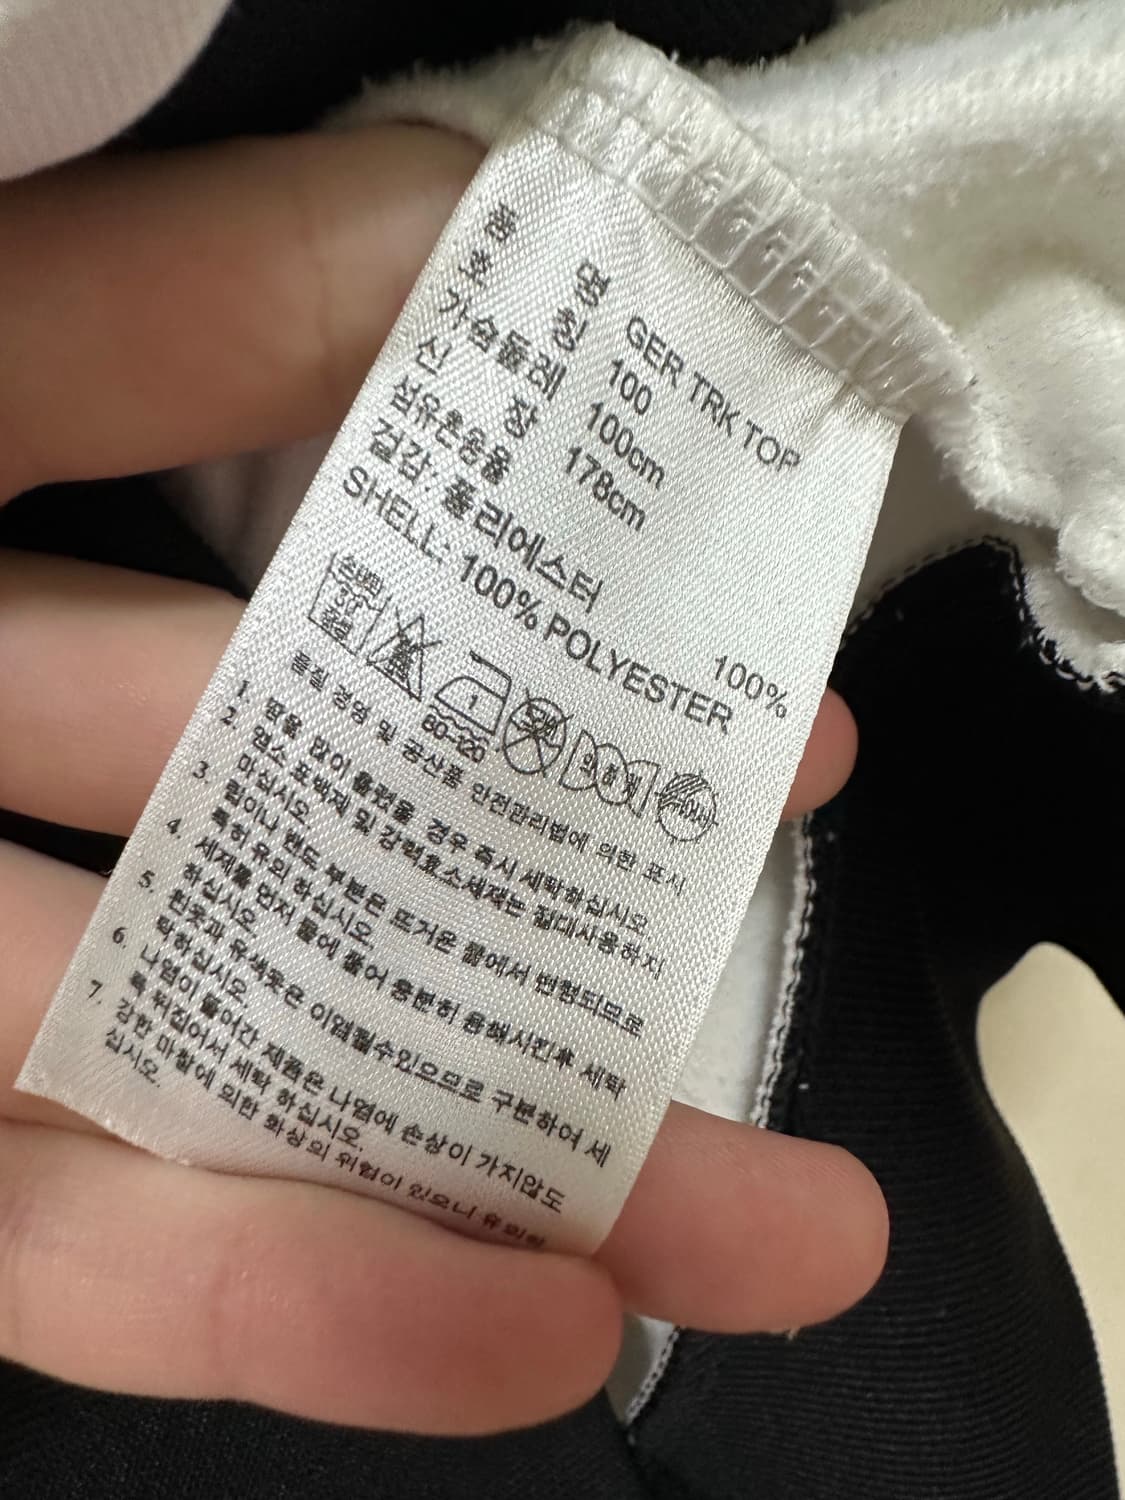 품 명 GER TRK TOP
호 칭 100
가슴둘레 100cm
신 장 178cm
섬유혼용율
겉감: 폴리에스터 100%
SHELL: 100% POLYESTER
80~120
품질 경영 및 공산품 안전관리법에 의한 표시
1. 땀을 많이 흘렸을 경우 즉시 세탁하십시오.
2. 염소 표백제 및 강력효소세제는 절대사용하지
마십시오.
3. 림이나 밴드 부분은 뜨거운 물에서 변형되므로
특히 유의 하십시오.
4. 세제를 먼저 물에 풀어 충분히 용해시킨후 세탁
하십시오.
5. 흰옷과 유색옷은 이염될수있으므로 구분하여 세
탁하십시오.
6. 나염이 들어간 제품은 나염에 손상이 가지않도
록 뒤집어서 세탁 하십시오.
7. 강한 마찰에 의한 화상의 위험이 있으니 유의하
십시오.